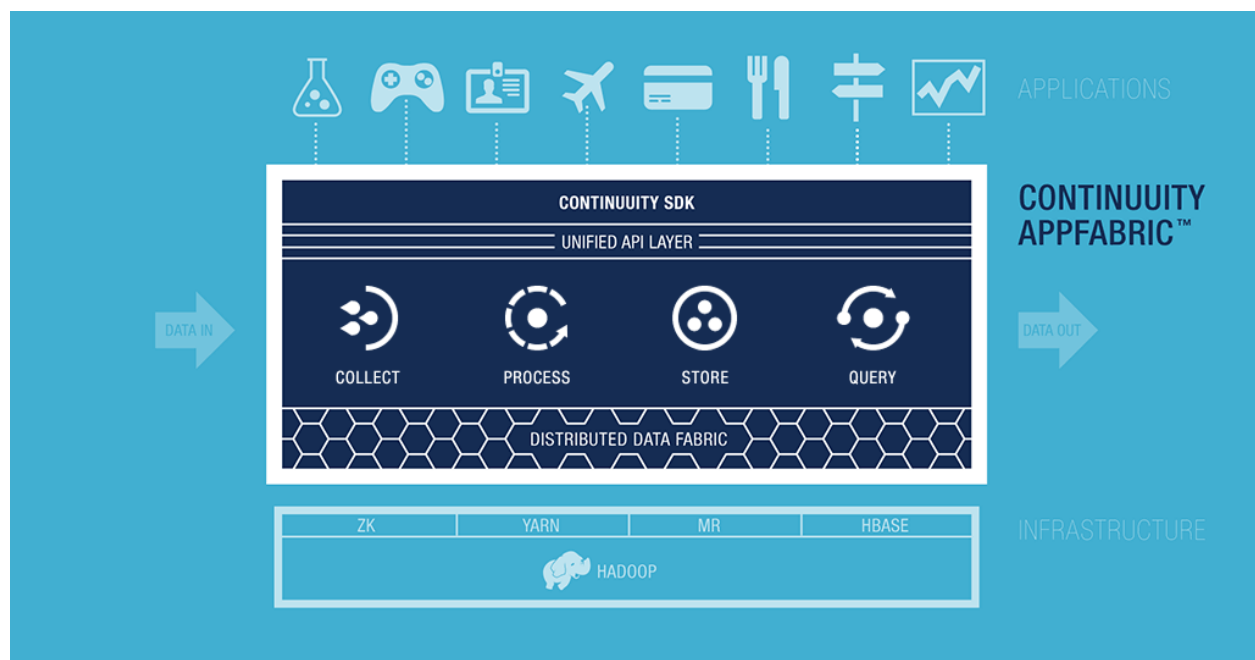 APPLICATIONS
CONTINUUITY SDK
CONTINUUITY
APPFABRIC™
UNIFIED API LAYER
DATA IN
DATA OUT
COLLECT
PROCESS
STORE
QUERY
DISTRIBUTED DATA FABRIC
ZK
YARN
MR
HBASE
INFRASTRUCTURE
HADOOP